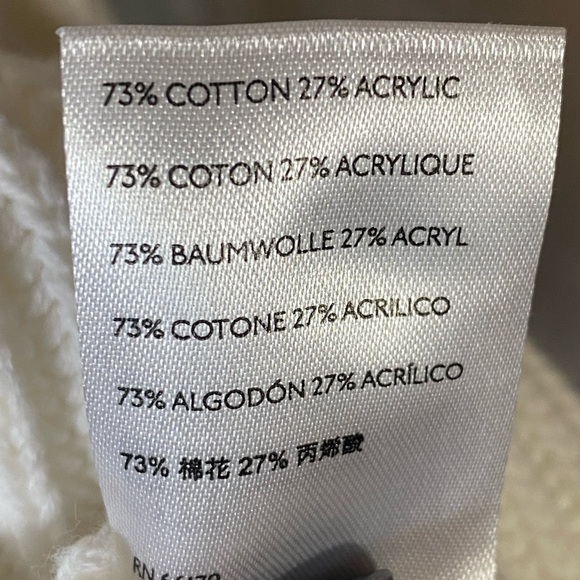 73% COTTON 27% ACRYLIC
73% COTON 27% ACRYLIQUE
73% BAUMWOLLE 27% ACRYL
73% COTONE 27% ACRILICO
73% ALGODÓN 27% ACRÍLICO
73% 棉花 27% 丙烯酸
RN